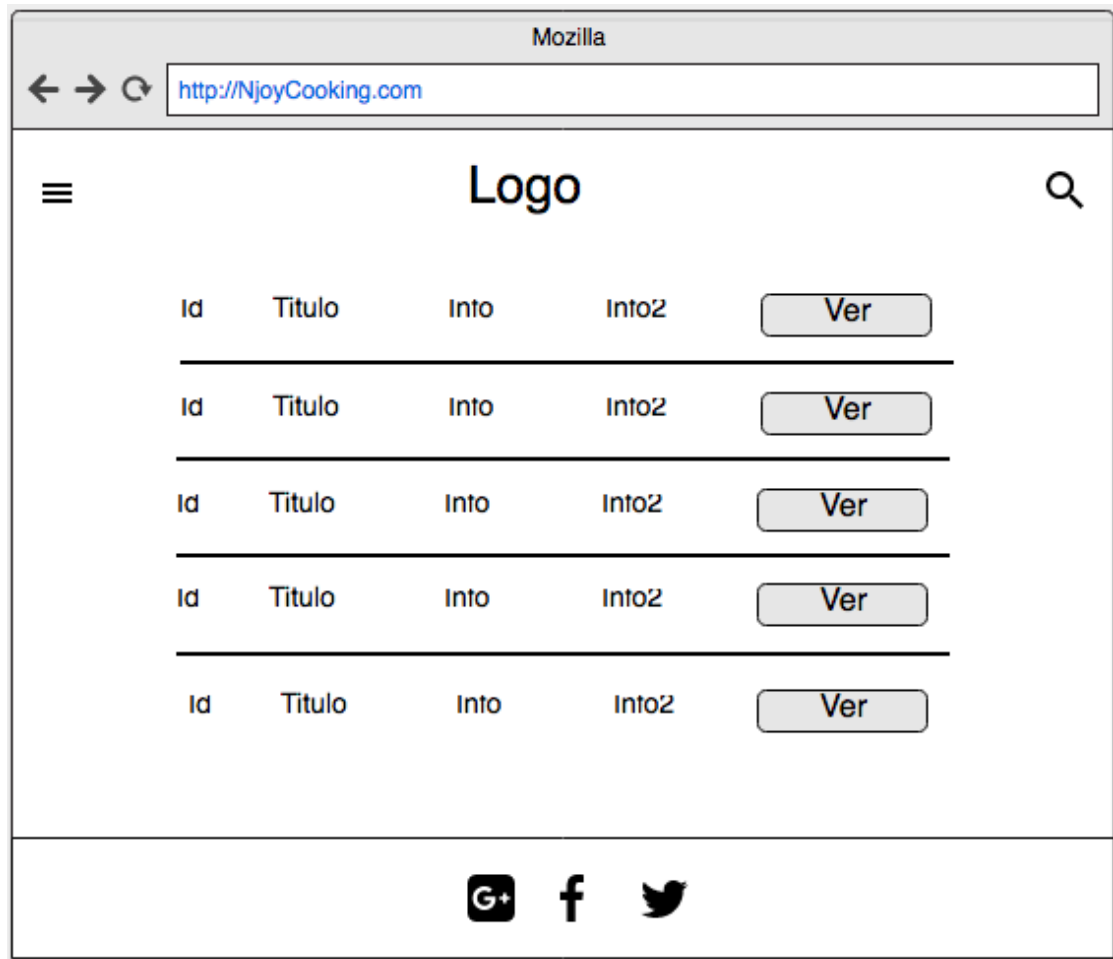 Mozilla
http://NjoyCooking.com
Logo
Id Titulo Info Info2 Ver
Id Titulo Info Info2 Ver
Id Titulo Info Info2 Ver
Id Titulo Info Info2 Ver
Id Titulo Info Info2 Ver
G+ f